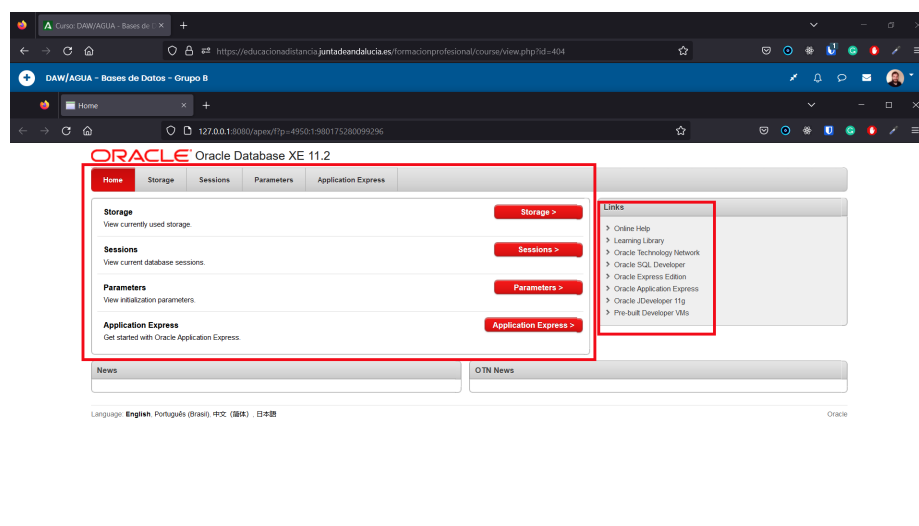 Curso: DAW/AGUA - Bases de D
https://educacionadistancia.juntadeandalucia.es/formacionprofesional/course/view.php?id=404
DAW/AGUA - Bases de Datos - Grupo B
Home
127.0.0.1:8080/apex/f?p=4950:1:980175280099296
ORACLE Oracle Database XE 11.2
Home Storage Sessions Parameters Application Express
Storage
View currently used storage.
Storage >
Sessions
View current database sessions.
Sessions >
Parameters
View initialization parameters.
Parameters >
Application Express
Get started with Oracle Application Express.
Application Express >
Links
Online Help
Learning Library
Oracle Technology Network
Oracle SQL Developer
Oracle Express Edition
Oracle Application Express
Oracle JDeveloper 11g
Pre-built Developer VMs
News
OTN News
Language: English, Português (Brasil), 中文 (简体) , 日本語
Oracle